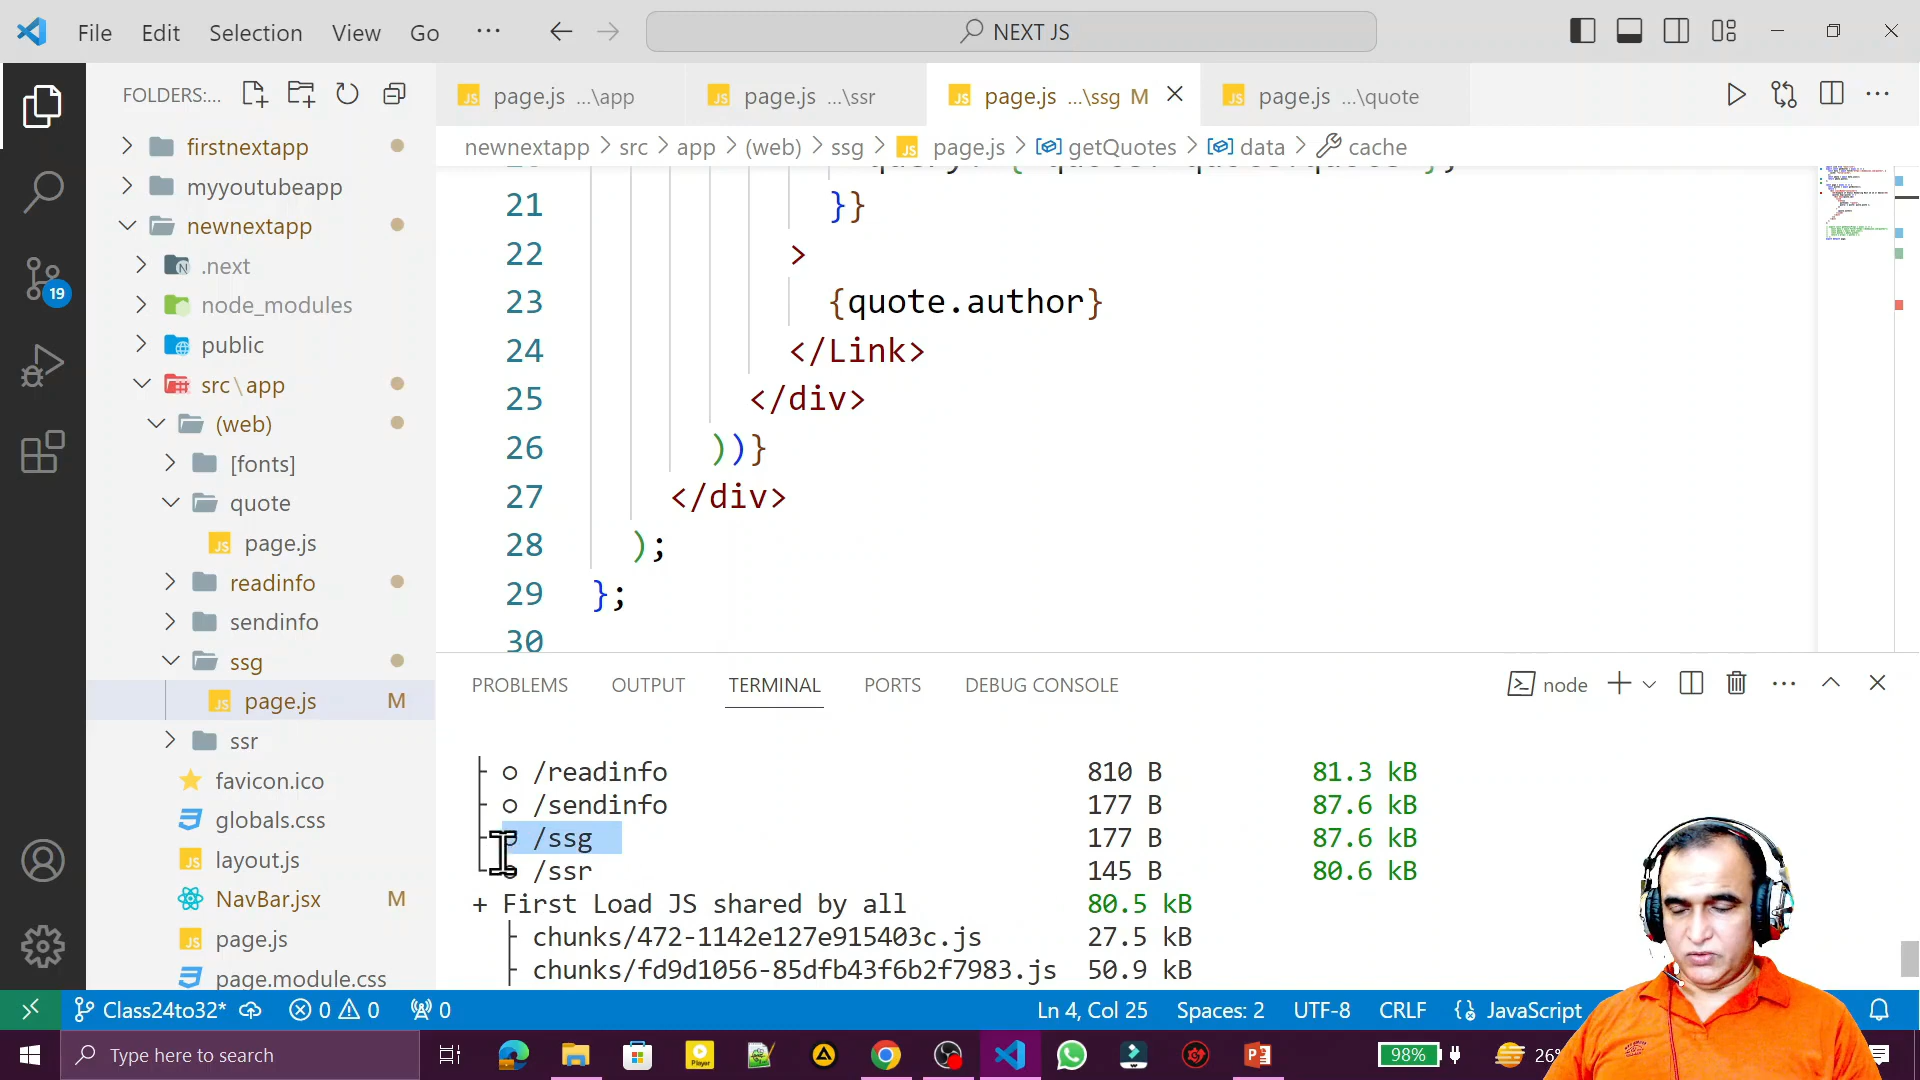 File Edit Selection View Go ··· NEXT JS
FOLDERS:...
page.js ...\app
page.js ...\ssr
page.js ...\ssg M
page.js ...\quote
newnextapp > src > app > (web) > ssg > JS page.js > getQuotes > data > cache
firstnextapp
myyoutubeapp
newnextapp
.next
node_modules
public
src\app
(web)
[fonts]
quote
JS page.js
readinfo
sendinfo
ssg
JS page.js M
ssr
favicon.ico
globals.css
JS layout.js
NavBar.jsx M
JS page.js
page.module.css
19
21 }}
22 >
23 {quote.author}
24 </Link>
25 </div>
26 ))}
27 </div>
28 );
29 };
30
PROBLEMS OUTPUT TERMINAL PORTS DEBUG CONSOLE node
├ ○ /readinfo 810 B 81.3 kB
├ ○ /sendinfo 177 B 87.6 kB
├ ○ /ssg 177 B 87.6 kB
└ ○ /ssr 145 B 80.6 kB
+ First Load JS shared by all 80.5 kB
├ chunks/472-1142e127e915403c.js 27.5 kB
├ chunks/fd9d1056-85dfb43f6b2f7983.js 50.9 kB
Class24to32* 0 0 0 Ln 4, Col 25 Spaces: 2 UTF-8 CRLF {} JavaScript
Type here to search 98%